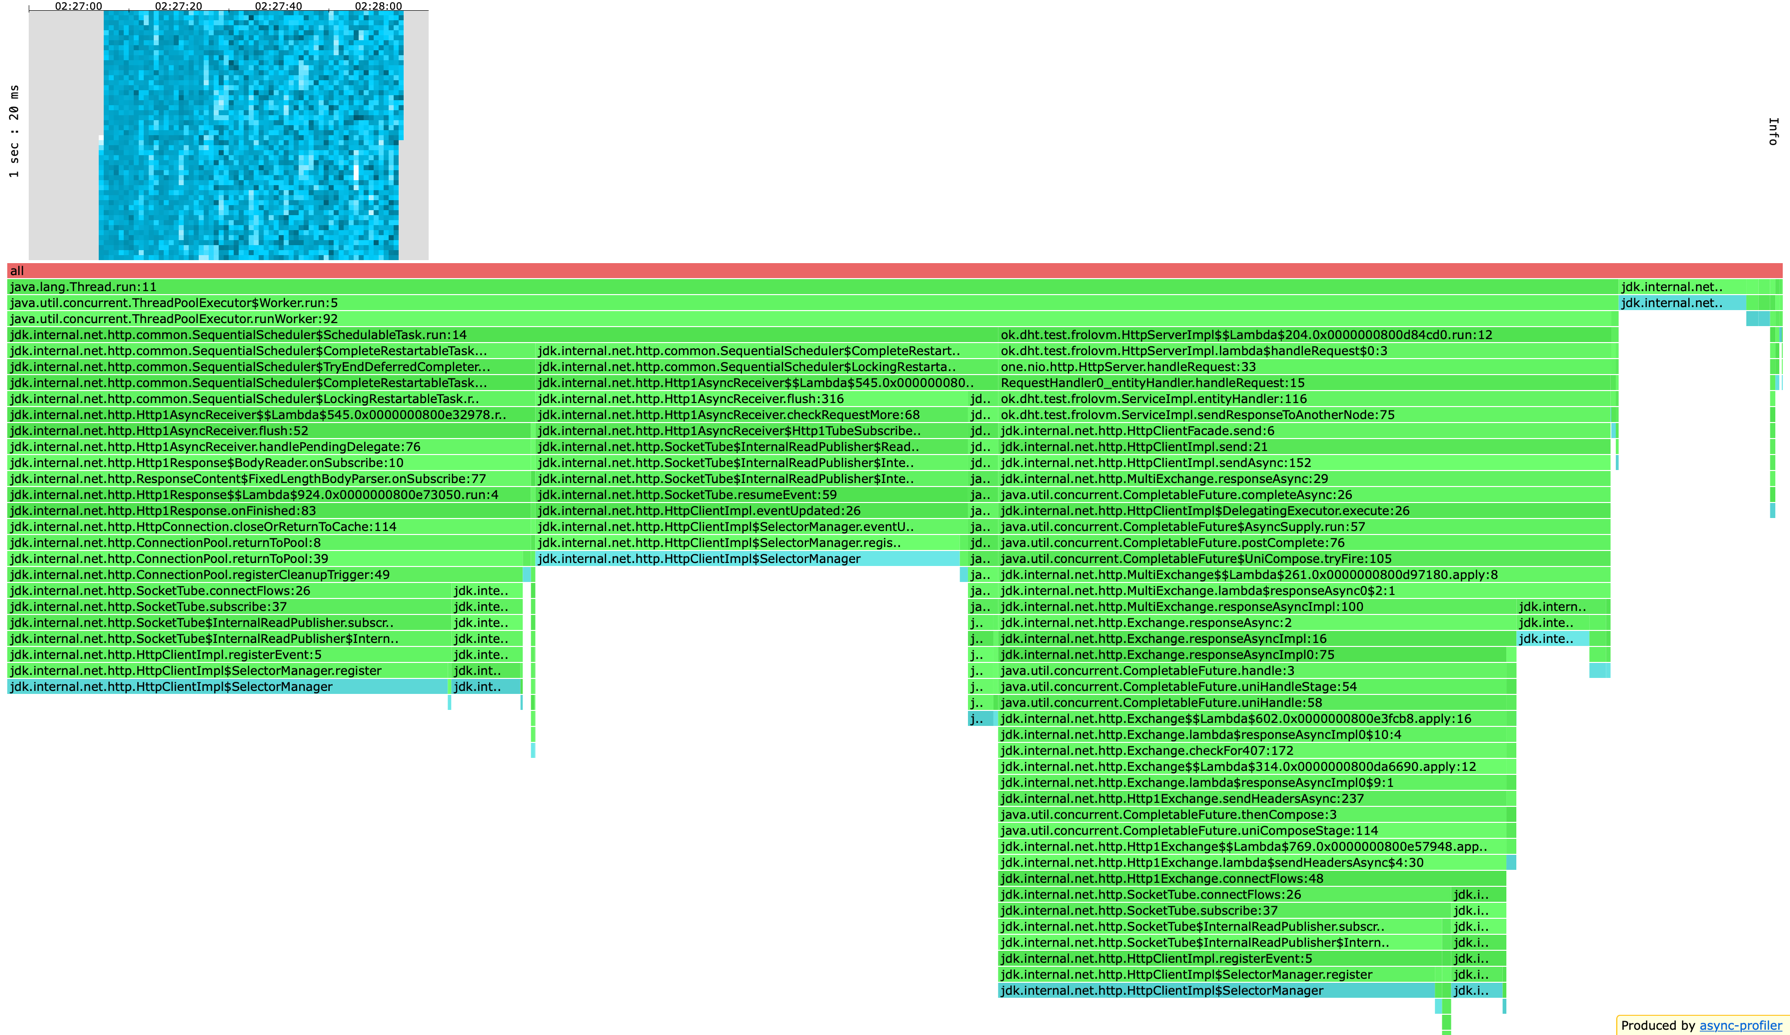 02:27:00 02:27:20 02:27:40 02:28:00
1 sec : 20 ms
Info
all
java.lang.Thread.run:11 jdk.internal.net..
java.util.concurrent.ThreadPoolExecutor$Worker.run:5 jdk.internal.net..
java.util.concurrent.ThreadPoolExecutor.runWorker:92
jdk.internal.net.http.common.SequentialScheduler$SchedulableTask.run:14 ok.dht.test.frolovm.HttpServerImpl$$Lambda$204.0x0000000800d84cd0.run:12
jdk.internal.net.http.common.SequentialScheduler$CompleteRestartableTask... jdk.internal.net.http.common.SequentialScheduler$CompleteRestart.. ok.dht.test.frolovm.HttpServerImpl.lambda$handleRequest$0:3
jdk.internal.net.http.common.SequentialScheduler$TryEndDeferredCompleter... jdk.internal.net.http.common.SequentialScheduler$LockingRestarta.. one.nio.http.HttpServer.handleRequest:33
jdk.internal.net.http.common.SequentialScheduler$CompleteRestartableTask... jdk.internal.net.http.Http1AsyncReceiver$$Lambda$545.0x000000080.. RequestHandler0_entityHandler.handleRequest:15
jdk.internal.net.http.common.SequentialScheduler$LockingRestartableTask.r.. jdk.internal.net.http.Http1AsyncReceiver.flush:316 jd.. ok.dht.test.frolovm.ServiceImpl.entityHandler:116
jdk.internal.net.http.Http1AsyncReceiver$$Lambda$545.0x0000000800e32978.r.. jdk.internal.net.http.Http1AsyncReceiver.checkRequestMore:68 jd.. ok.dht.test.frolovm.ServiceImpl.sendResponseToAnotherNode:75
jdk.internal.net.http.Http1AsyncReceiver.flush:52 jdk.internal.net.http.Http1AsyncReceiver$Http1TubeSubscribe.. jd.. jdk.internal.net.http.HttpClientFacade.send:6
jdk.internal.net.http.Http1AsyncReceiver.handlePendingDelegate:76 jdk.internal.net.http.SocketTube$InternalReadPublisher$Read.. jd.. jdk.internal.net.http.HttpClientImpl.send:21
jdk.internal.net.http.Http1Response$BodyReader.onSubscribe:10 jdk.internal.net.http.SocketTube$InternalReadPublisher$Inte.. jd.. jdk.internal.net.http.HttpClientImpl.sendAsync:152
jdk.internal.net.http.ResponseContent$FixedLengthBodyParser.onSubscribe:77 jdk.internal.net.http.SocketTube$InternalReadPublisher$Inte.. jd.. jdk.internal.net.http.MultiExchange.responseAsync:29
jdk.internal.net.http.Http1Response$$Lambda$924.0x0000000800e73050.run:4 jdk.internal.net.http.SocketTube.resumeEvent:59 ja.. java.util.concurrent.CompletableFuture.completeAsync:26
jdk.internal.net.http.Http1Response.onFinished:83 jdk.internal.net.http.HttpClientImpl.eventUpdated:26 ja.. jdk.internal.net.http.HttpClientImpl$DelegatingExecutor.execute:26
jdk.internal.net.http.HttpConnection.closeOrReturnToCache:114 jdk.internal.net.http.HttpClientImpl$SelectorManager.eventU.. ja.. java.util.concurrent.CompletableFuture$AsyncSupply.run:57
jdk.internal.net.http.ConnectionPool.returnToPool:8 jdk.internal.net.http.HttpClientImpl$SelectorManager.regis.. jd.. java.util.concurrent.CompletableFuture.postComplete:76
jdk.internal.net.http.ConnectionPool.returnToPool:39 jdk.internal.net.http.HttpClientImpl$SelectorManager ja.. java.util.concurrent.CompletableFuture$UniCompose.tryFire:105
jdk.internal.net.http.ConnectionPool.registerCleanupTrigger:49 ja.. jdk.internal.net.http.MultiExchange$$Lambda$261.0x0000000800d97180.apply:8
jdk.internal.net.http.SocketTube.connectFlows:26 jdk.inte.. ja.. jdk.internal.net.http.MultiExchange.lambda$responseAsync0$2:1
jdk.internal.net.http.SocketTube.subscribe:37 jdk.inte.. ja.. jdk.internal.net.http.MultiExchange.responseAsyncImpl:100 jdk.intern..
jdk.internal.net.http.SocketTube$InternalReadPublisher.subscr.. jdk.inte.. j.. jdk.internal.net.http.Exchange.responseAsync:2 jdk.inte..
jdk.internal.net.http.SocketTube$InternalReadPublisher$Intern.. jdk.inte.. j.. jdk.internal.net.http.Exchange.responseAsyncImpl:16 jdk.inte..
jdk.internal.net.http.HttpClientImpl.registerEvent:5 jdk.inte.. j.. jdk.internal.net.http.Exchange.responseAsyncImpl0:75
jdk.internal.net.http.HttpClientImpl$SelectorManager.register jdk.int.. j.. java.util.concurrent.CompletableFuture.handle:3
jdk.internal.net.http.HttpClientImpl$SelectorManager jdk.int.. j.. java.util.concurrent.CompletableFuture.uniHandleStage:54
j.. java.util.concurrent.CompletableFuture.uniHandle:58
j.. jdk.internal.net.http.Exchange$$Lambda$602.0x0000000800e3fcb8.apply:16
jdk.internal.net.http.Exchange.lambda$responseAsyncImpl0$10:4
jdk.internal.net.http.Exchange.checkFor407:172
jdk.internal.net.http.Exchange$$Lambda$314.0x0000000800da6690.apply:12
jdk.internal.net.http.Exchange.lambda$responseAsyncImpl0$9:1
jdk.internal.net.http.Http1Exchange.sendHeadersAsync:237
java.util.concurrent.CompletableFuture.thenCompose:3
java.util.concurrent.CompletableFuture.uniComposeStage:114
jdk.internal.net.http.Http1Exchange$$Lambda$769.0x0000000800e57948.app..
jdk.internal.net.http.Http1Exchange.lambda$sendHeadersAsync$4:30
jdk.internal.net.http.Http1Exchange.connectFlows:48
jdk.internal.net.http.SocketTube.connectFlows:26 jdk.i..
jdk.internal.net.http.SocketTube.subscribe:37 jdk.i..
jdk.internal.net.http.SocketTube$InternalReadPublisher.subscr.. jdk.i..
jdk.internal.net.http.SocketTube$InternalReadPublisher$Intern.. jdk.i..
jdk.internal.net.http.HttpClientImpl.registerEvent:5 jdk.i..
jdk.internal.net.http.HttpClientImpl$SelectorManager.register jdk.i..
jdk.internal.net.http.HttpClientImpl$SelectorManager jdk.i..
Produced by async-profiler